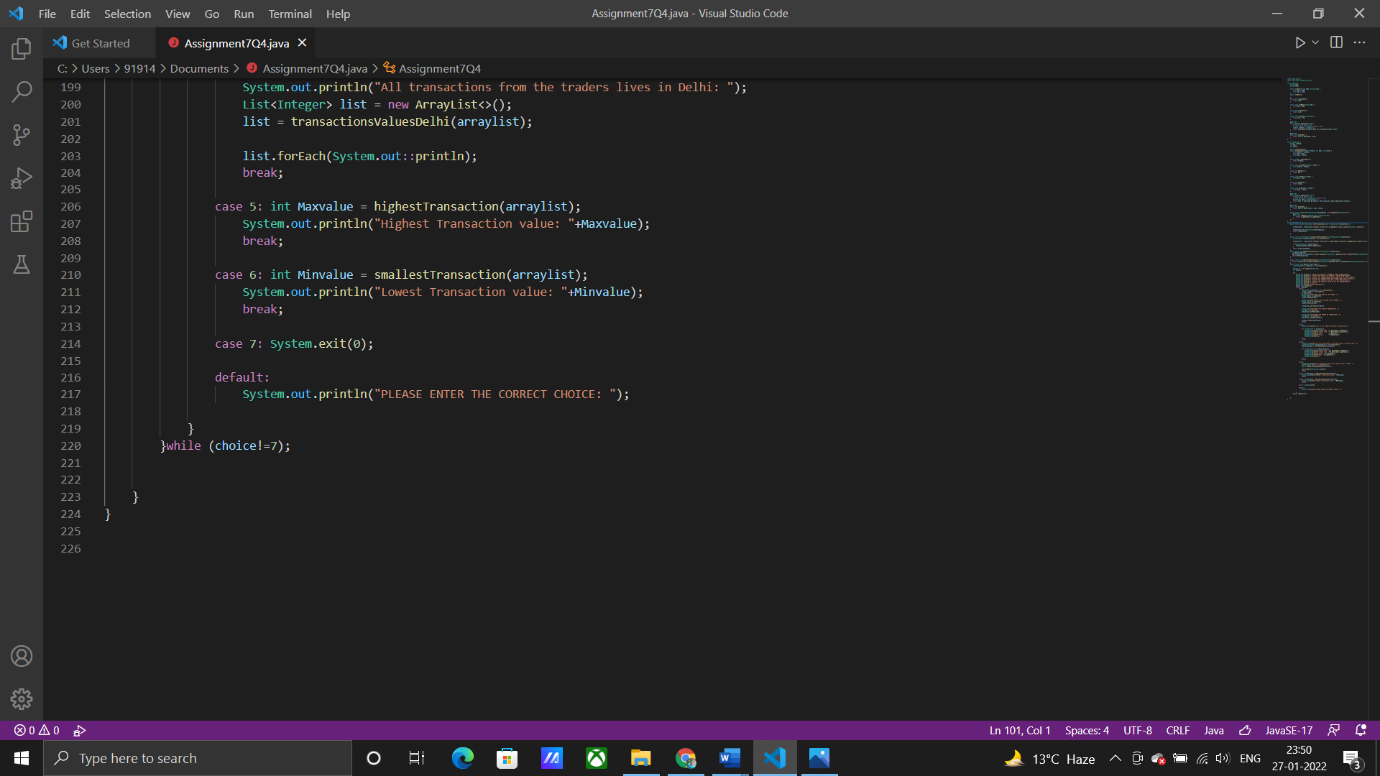 File Edit Selection View Go Run Terminal Help Assignment7Q4.java - Visual Studio Code
Get Started Assignment7Q4.java
C: > Users > 91914 > Documents > Assignment7Q4.java > Assignment7Q4
199 System.out.println("All transactions from the traders lives in Delhi: ");
200 List<Integer> list = new ArrayList<>();
201 list = transactionsValuesDelhi(arraylist);
202
203 list.forEach(System.out::println);
204 break;
205
206 case 5: int Maxvalue = highestTransaction(arraylist);
207 System.out.println("Highest Transaction value: "+Maxvalue);
208 break;
209
210 case 6: int Minvalue = smallestTransaction(arraylist);
211 System.out.println("Lowest Transaction value: "+Minvalue);
212 break;
213
214 case 7: System.exit(0);
215
216 default:
217 System.out.println("PLEASE ENTER THE CORRECT CHOICE: ");
218
219 }
220 }while (choice!=7);
221
222
223 }
224 }
225
226
0 0 Ln 101, Col 1 Spaces: 4 UTF-8 CRLF Java JavaSE-17
Type here to search 13°C Haze ENG 23:50
27-01-2022 3